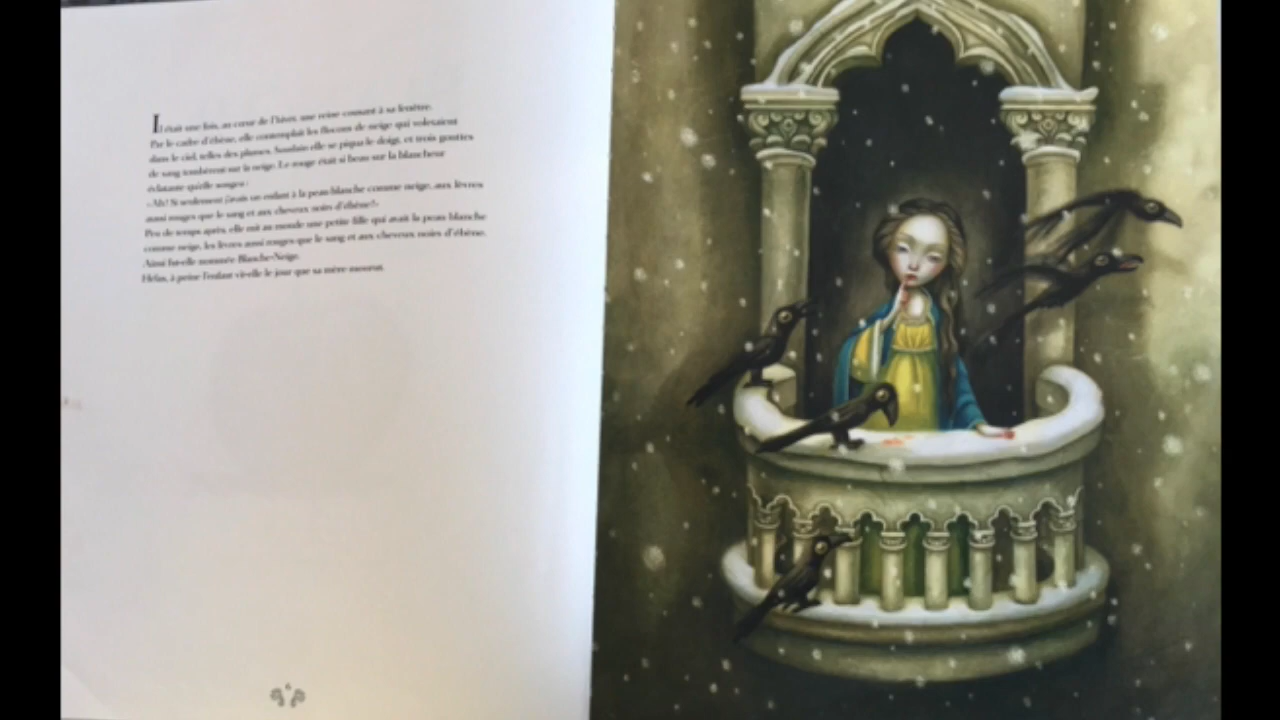 Il était une fois, au cœur de l'hiver, une reine cousant à sa fenêtre.
Par le cadre d'ébène, elle contemplait les flocons de neige qui voletaient
dans le ciel, telles des plumes. Soudain elle se piqua le doigt, et trois gouttes
de sang tombèrent sur la neige. Le rouge était si beau sur la blancheur
éclatante qu'elle songea :
«Ah! Si seulement j'avais un enfant à la peau blanche comme neige, aux lèvres
aussi rouges que le sang et aux cheveux noirs d'ébène!»
Peu de temps après, elle mit au monde une petite fille qui avait la peau blanche
comme neige, les lèvres aussi rouges que le sang et aux cheveux noirs d'ébène.
Ainsi fut-elle nommée Blanche-Neige.
Hélas, à peine l'enfant vit-elle le jour que sa mère mourut.